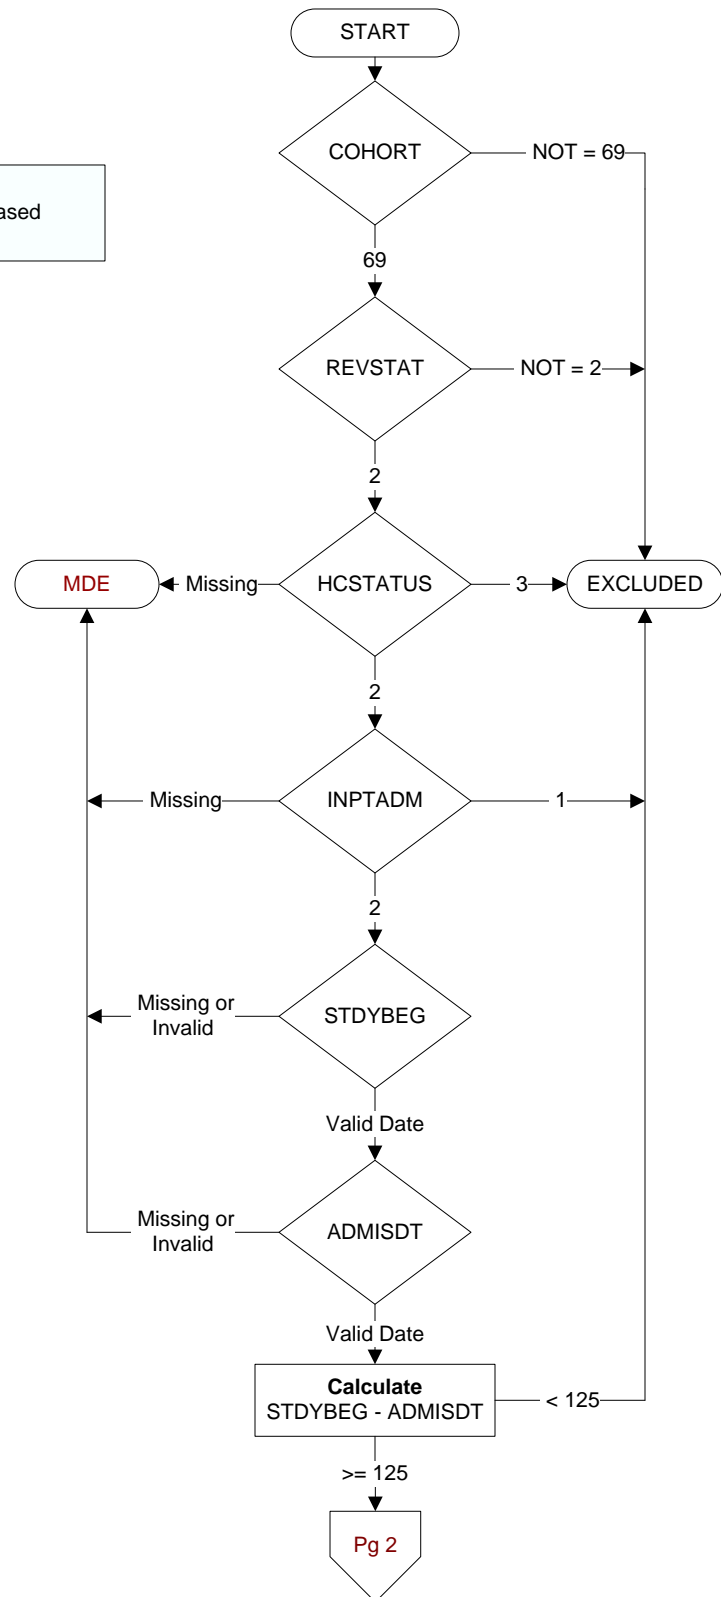 START
COHORT
NOT = 69
ased
69
REVSTAT
NOT = 2
2
MDE
Missing
HCSTATUS
3
EXCLUDED
2
Missing
INPTADM
1
2
Missing or
Invalid
STDYBEG
Valid Date
Missing or
Invalid
ADMISDT
Valid Date
Calculate
STDYBEG - ADMISDT
< 125
>= 125
Pg 2